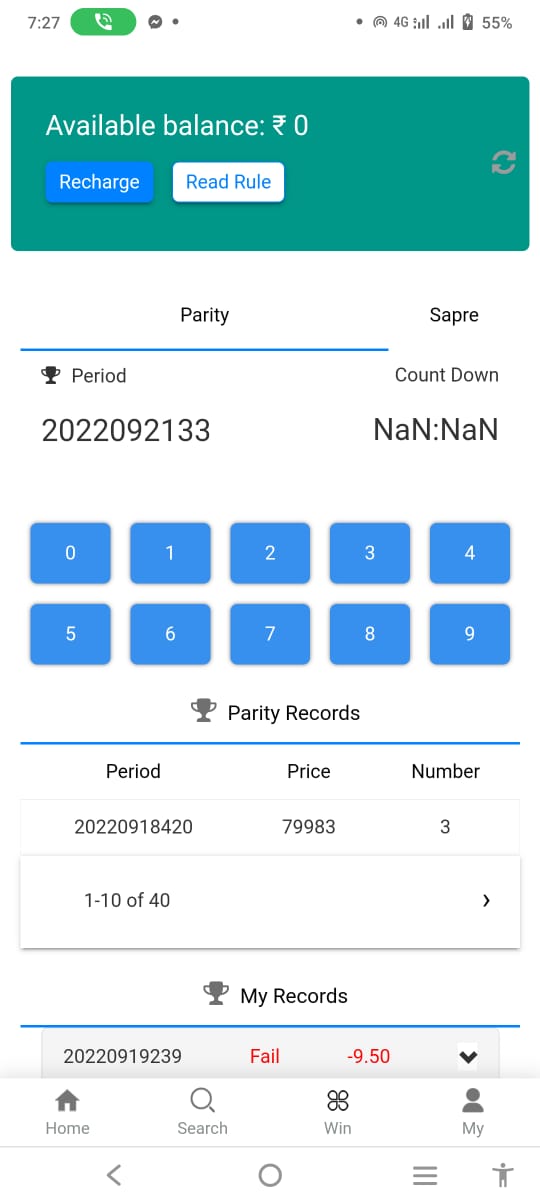 7:27 4G 55%
Available balance: ₹ 0
Recharge Read Rule
Parity Sapre
Period Count Down
2022092133 NaN:NaN
0 1 2 3 4
5 6 7 8 9
Parity Records
Period Price Number
20220918420 79983 3
1-10 of 40
My Records
20220919239 Fail -9.50
Home Search Win My